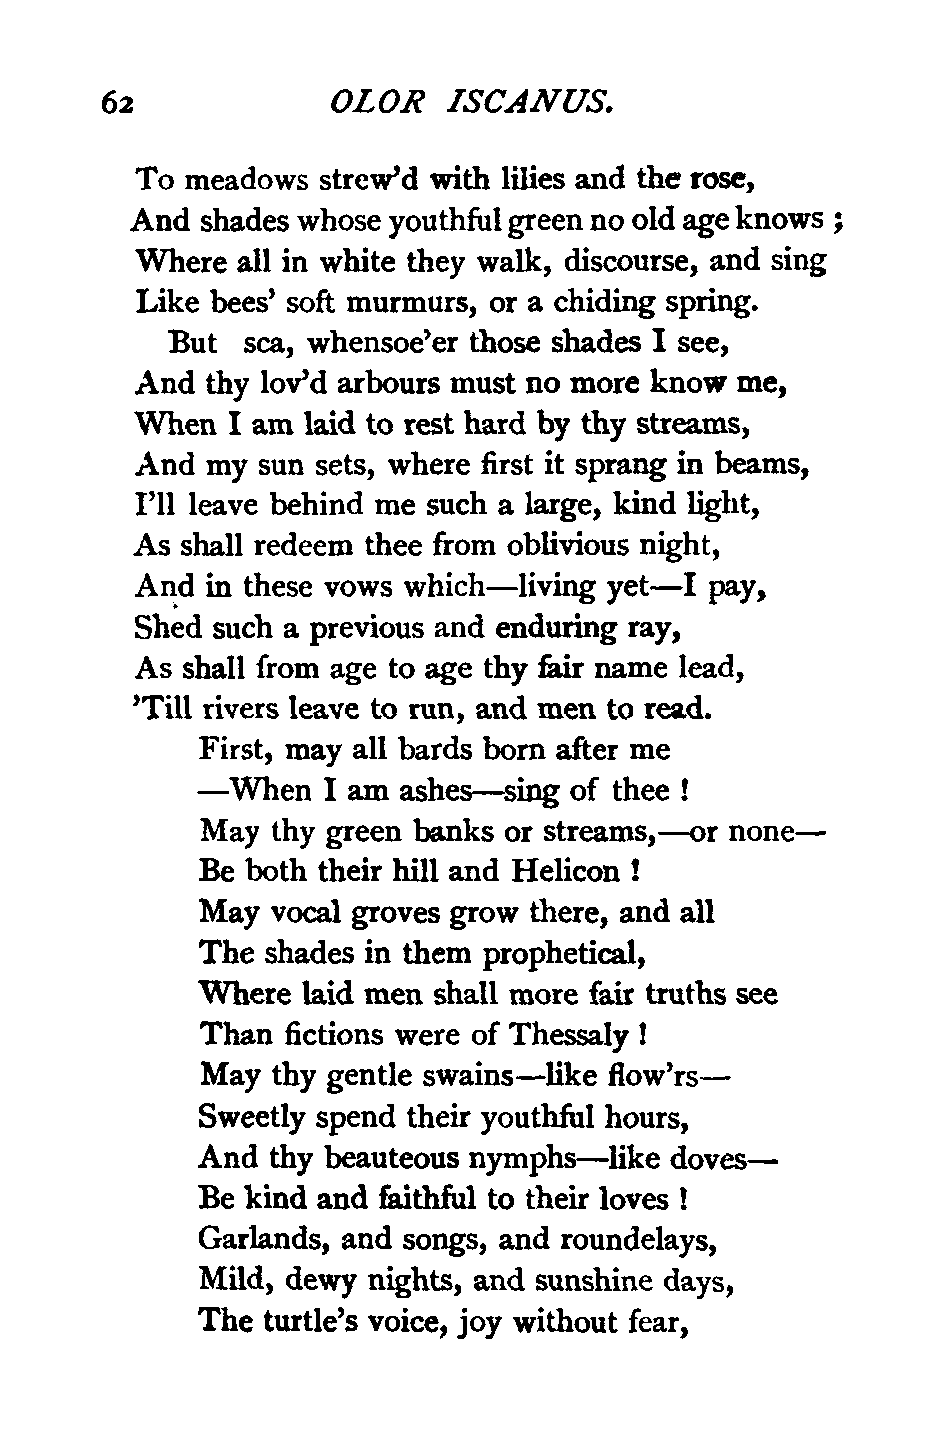 62 OLOR ISCANUS.
To meadows strew'd with lilies and the rose,
And shades whose youthful green no old age knows ;
Where all in white they walk, discourse, and sing
Like bees' soft murmurs, or a chiding spring.
But sca, whensoe'er those shades I see,
And thy lov'd arbours must no more know me,
When I am laid to rest hard by thy streams,
And my sun sets, where first it sprang in beams,
I'll leave behind me such a large, kind light,
As shall redeem thee from oblivious night,
And in these vows which—living yet—I pay,
Shed such a previous and enduring ray,
As shall from age to age thy fair name lead,
'Till rivers leave to run, and men to read.
First, may all bards born after me
—When I am ashes—sing of thee !
May thy green banks or streams,—or none—
Be both their hill and Helicon !
May vocal groves grow there, and all
The shades in them prophetical,
Where laid men shall more fair truths see
Than fictions were of Thessaly !
May thy gentle swains—like flow'rs—
Sweetly spend their youthful hours,
And thy beauteous nymphs—like doves—
Be kind and faithful to their loves !
Garlands, and songs, and roundelays,
Mild, dewy nights, and sunshine days,
The turtle's voice, joy without fear,